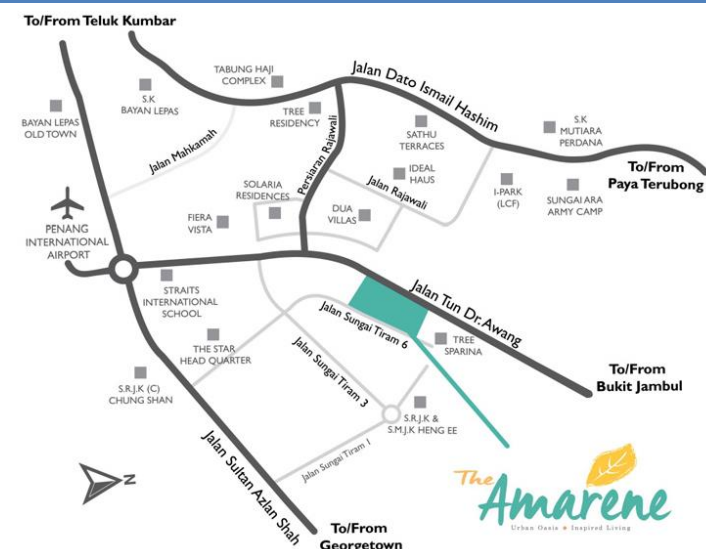 To/From Teluk Kumbar
TABUNG HAJI
COMPLEX
Jalan Dato Ismail Hashim
S.K
BAYAN LEPAS
BAYAN LEPAS
OLD TOWN
TREE
RESIDENCY
SATHU
TERRACES
S.K
MUTIARA
PERDANA
Jalan Mahkamah
Persiaran Rajawali
To/From
Paya Terubong
IDEAL
HAUS
Jalan Rajawali
I-PARK
(LCF)
SUNGAI ARA
ARMY CAMP
SOLARIA
RESIDENCES
DUA
VILLAS
FIERA
VISTA
PENANG
INTERNATIONAL
AIRPORT
STRAITS
INTERNATIONAL
SCHOOL
Jalan Tun Dr. Awang
Jalan Sungai Tiram 6
TREE
SPARINA
THE STAR
HEAD QUARTER
Jalan Sungai Tiram 3
To/From
Bukit Jambul
S.R.J.K (C)
CHUNG SHAN
S.R.J.K &
S.M.J.K HENG EE
Jalan Sultan Azlan Shah
Jalan Sungai Tiram 1
N
The
Amarene
Urban Oasis Inspired Living
To/From
Georgetown